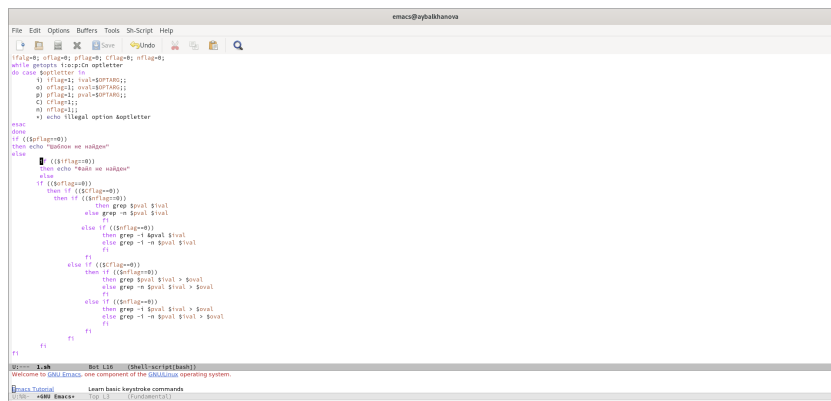 emacs@aybalkhanova
File Edit Options Buffers Tools Sh-Script Help
Save Undo
ifalg=0; oflag=0; pflag=0; Cflag=0; nflag=0;
while getopts i:o:p:Cn optletter
do case $optletter in
i) iflag=1; ival=$OPTARG;;
o) oflag=1; oval=$OPTARG;;
p) pflag=1; pval=$OPTARG;;
C) Cflag=1;;
n) nflag=1;;
*) echo illegal option &optletter
esac
done
if (($pflag==0))
then echo "Шаблон не найден"
else
if (($iflag==0))
then echo "Файл не найден"
else
if (($oflag==0))
then if (($Cflag==0))
then if (($nflag==0))
then grep $pval $ival
else grep -n $pval $ival
fi
else if (($nflag==0))
then grep -i &pval $ival
else grep -i -n $pval $ival
fi
fi
else if (($Cflag==0))
then if (($nflag==0))
then grep $pval $ival > $oval
else grep -n $pval $ival > $oval
fi
else if (($nflag==0))
then grep -i $pval $ival > $oval
else grep -i -n $pval $ival > $oval
fi
fi
fi
fi
fi
U:--- 1.sh Bot L16 (Shell-script[bash])
Welcome to GNU Emacs, one component of the GNU/Linux operating system.
Emacs Tutorial Learn basic keystroke commands
U:%%- *GNU Emacs* Top L3 (Fundamental)